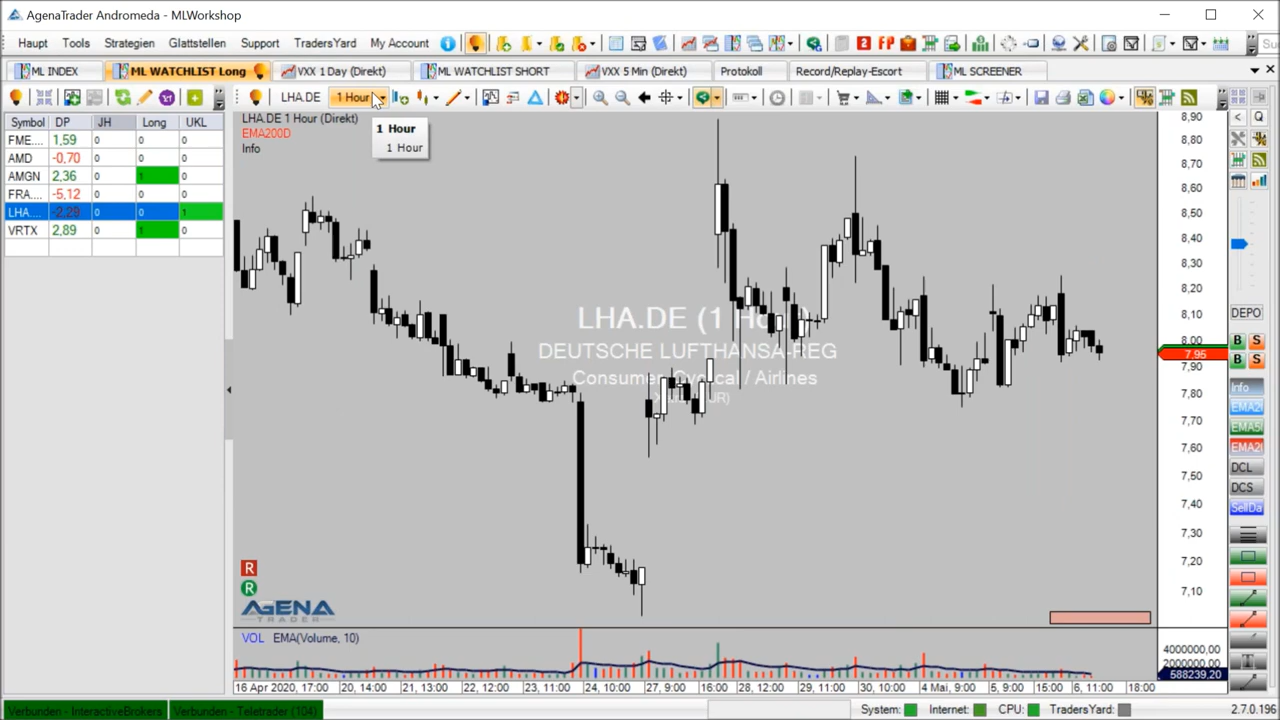 AgenaTrader Andromeda - MLWorkshop
Haupt Tools Strategien Glattstellen Support TradersYard My Account
ML INDEX ML WATCHLIST Long VXX 1 Day (Direkt) ML WATCHLIST SHORT VXX 5 Min (Direkt) Protokoll Record/Replay-Escort ML SCREENER
LHA.DE 1 Hour
Symbol DP JH Long UKL
FME.... 1,59 0 0 0
AMD -0,70 0 0 0
AMGN 2,36 0 1 0
FRA.... -5,12 0 0 0
LHA.... -2,29 0 0 1
VRTX 2,89 0 1 0
LHA.DE 1 Hour (Direkt)
EMA200D
Info
1 Hour
1 Hour
LHA.DE (1 Hour)
DEUTSCHE LUFTHANSA-REG
Consumer, Cyclical / Airlines
8,90
8,80
8,70
8,60
8,50
8,40
8,30
8,20
8,10
8,00
7,95
7,90
7,80
7,70
7,60
7,50
7,40
7,30
7,20
7,10
DEPO
B S
B S
Info
DCL
DCS
SellDa
R
R
AGENA
TRADER
VOL EMA(Volume, 10)
4000000,00
2000000,00
588239,20
16 Apr 2020, 17:00 20, 14:00 21, 13:00 22, 12:00 23, 11:00 24, 10:00 27, 9:00 16:00 28, 12:00 29, 11:00 30, 10:00 4 Mai, 9:00 5, 9:00 15:00 6, 11:00 18:00
Verbunden - InteractiveBrokers Verbunden - Teletrader (104) System: Internet: CPU: TradersYard: 2.7.0.196